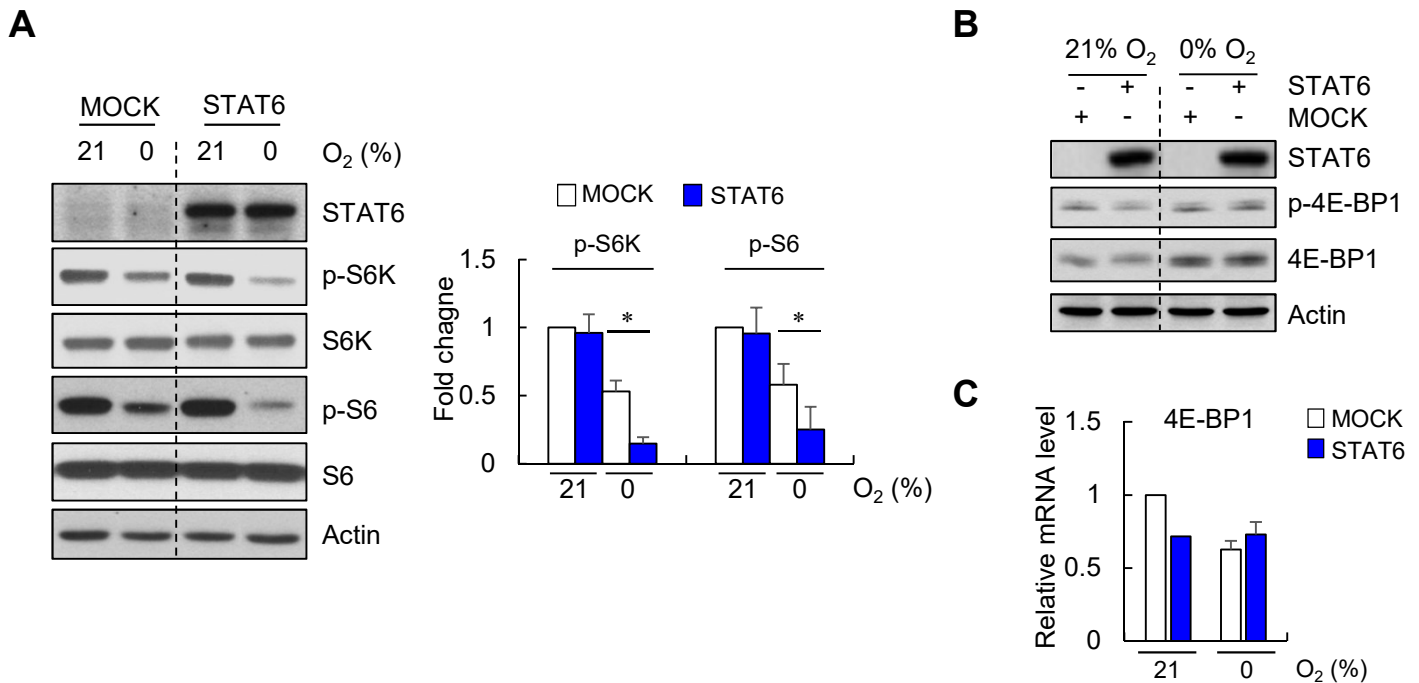 A
MOCK STAT6
21 0 21 0 O2 (%)
STAT6
p-S6K
S6K
p-S6
S6
Actin
MOCK STAT6
p-S6K p-S6
Fold chagne
1.5
1
0.5
0
* *
21 0 21 0 O2 (%)
B
21% O2 0% O2
- + - + STAT6
+ - + - MOCK
STAT6
p-4E-BP1
4E-BP1
Actin
C
Relative mRNA level
4E-BP1
MOCK
STAT6
1.5
1
0.5
0
21 0 O2 (%)